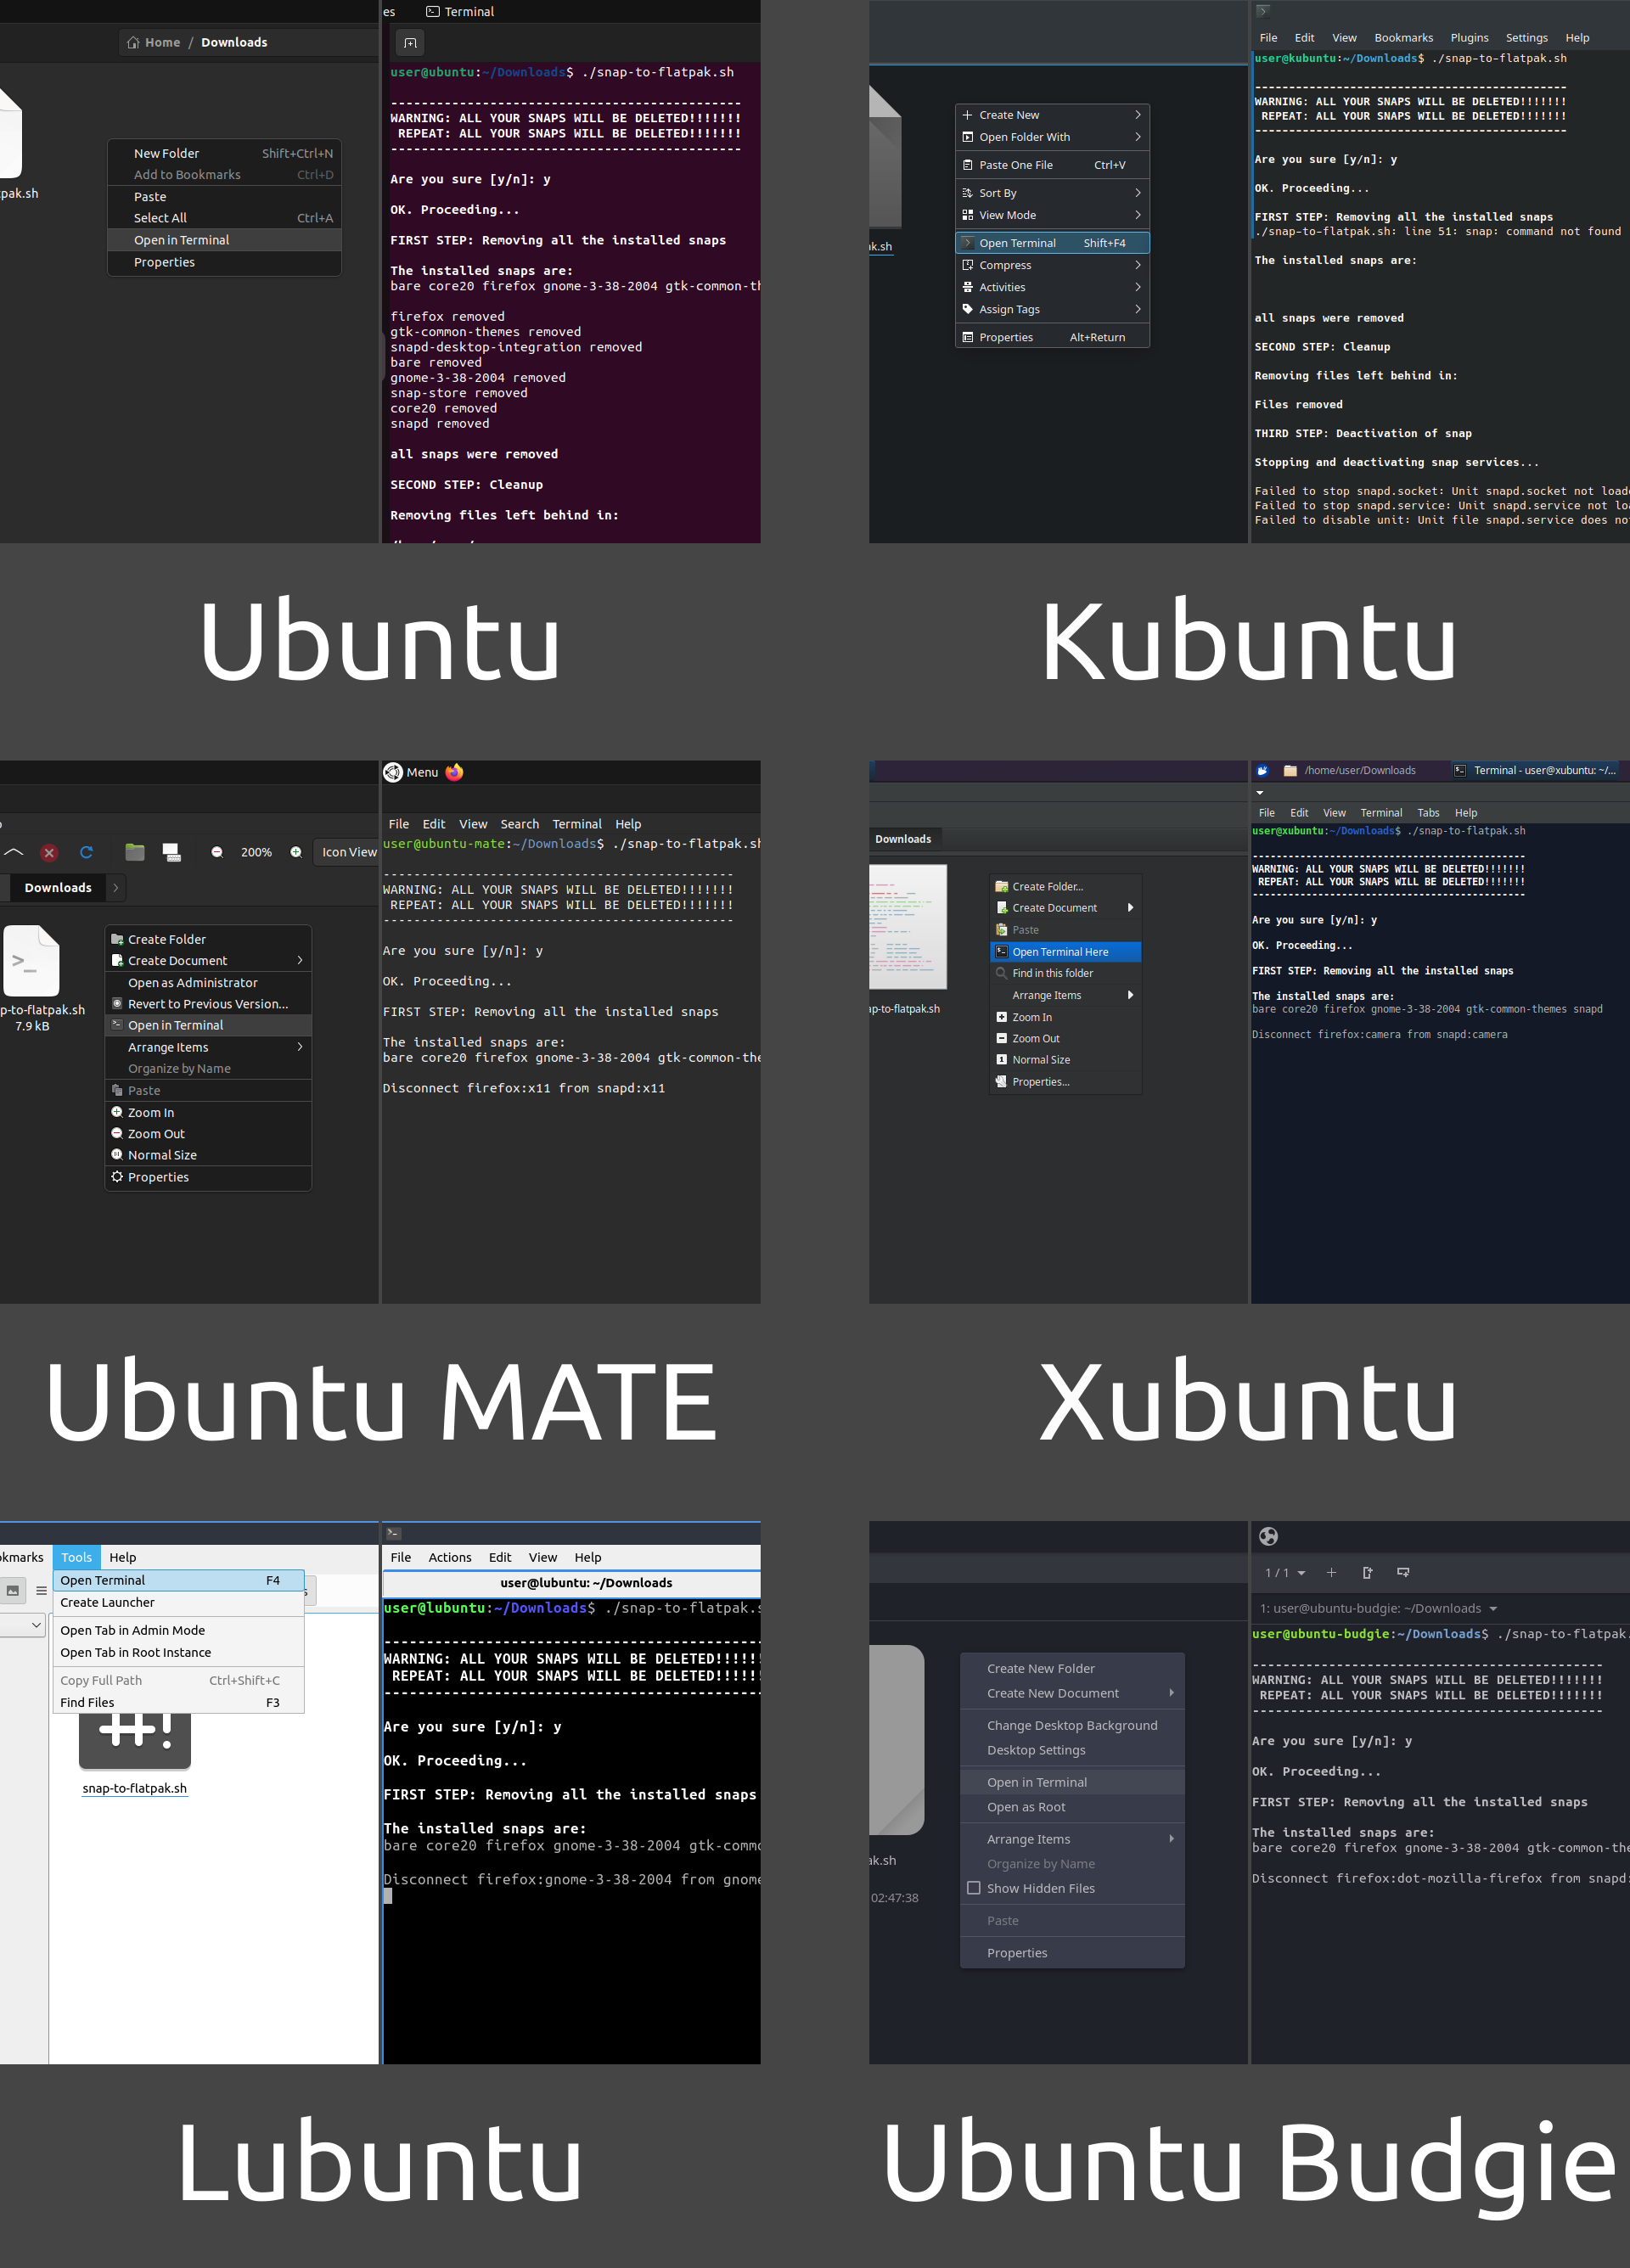 Home / Downloads
pak.sh
New Folder Shift+Ctrl+N
Add to Bookmarks Ctrl+D
Paste
Select All Ctrl+A
Open in Terminal
Properties
es Terminal
user@ubuntu:~/Downloads$ ./snap-to-flatpak.sh
----------------------------------------------
WARNING: ALL YOUR SNAPS WILL BE DELETED!!!!!!!
REPEAT: ALL YOUR SNAPS WILL BE DELETED!!!!!!!
----------------------------------------------
Are you sure [y/n]: y
OK. Proceeding...
FIRST STEP: Removing all the installed snaps
The installed snaps are:
bare core20 firefox gnome-3-38-2004 gtk-common-th
firefox removed
gtk-common-themes removed
snapd-desktop-integration removed
bare removed
gnome-3-38-2004 removed
snap-store removed
core20 removed
snapd removed
all snaps were removed
SECOND STEP: Cleanup
Removing files left behind in:
Ubuntu
ak.sh
Create New
Open Folder With
Paste One File Ctrl+V
Sort By
View Mode
Open Terminal Shift+F4
Compress
Activities
Assign Tags
Properties Alt+Return
File Edit View Bookmarks Plugins Settings Help
user@kubuntu:~/Downloads$ ./snap-to-flatpak.sh
----------------------------------------------
WARNING: ALL YOUR SNAPS WILL BE DELETED!!!!!!!
REPEAT: ALL YOUR SNAPS WILL BE DELETED!!!!!!!
----------------------------------------------
Are you sure [y/n]: y
OK. Proceeding...
FIRST STEP: Removing all the installed snaps
./snap-to-flatpak.sh: line 51: snap: command not found
The installed snaps are:
all snaps were removed
SECOND STEP: Cleanup
Removing files left behind in:
Files removed
THIRD STEP: Deactivation of snap
Stopping and deactivating snap services...
Failed to stop snapd.socket: Unit snapd.socket not loade
Failed to stop snapd.service: Unit snapd.service not loa
Failed to disable unit: Unit file snapd.service does no
Kubuntu
200% Icon View
Downloads
p-to-flatpak.sh
7.9 kB
Create Folder
Create Document
Open as Administrator
Revert to Previous Version...
Open in Terminal
Arrange Items
Organize by Name
Paste
Zoom In
Zoom Out
Normal Size
Properties
Menu
File Edit View Search Terminal Help
user@ubuntu-mate:~/Downloads$ ./snap-to-flatpak.sh
----------------------------------------------
WARNING: ALL YOUR SNAPS WILL BE DELETED!!!!!!!
REPEAT: ALL YOUR SNAPS WILL BE DELETED!!!!!!!
----------------------------------------------
Are you sure [y/n]: y
OK. Proceeding...
FIRST STEP: Removing all the installed snaps
The installed snaps are:
bare core20 firefox gnome-3-38-2004 gtk-common-the
Disconnect firefox:x11 from snapd:x11
Ubuntu MATE
Downloads
ap-to-flatpak.sh
Create Folder...
Create Document
Paste
Open Terminal Here
Find in this folder
Arrange Items
Zoom In
Zoom Out
Normal Size
Properties...
/home/user/Downloads Terminal - user@xubuntu: ~/...
File Edit View Terminal Tabs Help
user@xubuntu:~/Downloads$ ./snap-to-flatpak.sh
----------------------------------------------
WARNING: ALL YOUR SNAPS WILL BE DELETED!!!!!!!
REPEAT: ALL YOUR SNAPS WILL BE DELETED!!!!!!!
----------------------------------------------
Are you sure [y/n]: y
OK. Proceeding...
FIRST STEP: Removing all the installed snaps
The installed snaps are:
bare core20 firefox gnome-3-38-2004 gtk-common-themes snapd
Disconnect firefox:camera from snapd:camera
Xubuntu
okmarks Tools Help
Open Terminal F4
Create Launcher
Open Tab in Admin Mode
Open Tab in Root Instance
Copy Full Path Ctrl+Shift+C
Find Files F3
#!
snap-to-flatpak.sh
File Actions Edit View Help
user@lubuntu: ~/Downloads
user@lubuntu:~/Downloads$ ./snap-to-flatpak.s
---------------------------------------------
WARNING: ALL YOUR SNAPS WILL BE DELETED!!!!!!
REPEAT: ALL YOUR SNAPS WILL BE DELETED!!!!!!
---------------------------------------------
Are you sure [y/n]: y
OK. Proceeding...
FIRST STEP: Removing all the installed snaps
The installed snaps are:
bare core20 firefox gnome-3-38-2004 gtk-commo
Disconnect firefox:gnome-3-38-2004 from gnome
Lubuntu
ak.sh
02:47:38
Create New Folder
Create New Document
Change Desktop Background
Desktop Settings
Open in Terminal
Open as Root
Arrange Items
Organize by Name
Show Hidden Files
Paste
Properties
1 / 1
1: user@ubuntu-budgie: ~/Downloads
user@ubuntu-budgie:~/Downloads$ ./snap-to-flatpak.
----------------------------------------------
WARNING: ALL YOUR SNAPS WILL BE DELETED!!!!!!!
REPEAT: ALL YOUR SNAPS WILL BE DELETED!!!!!!!
----------------------------------------------
Are you sure [y/n]: y
OK. Proceeding...
FIRST STEP: Removing all the installed snaps
The installed snaps are:
bare core20 firefox gnome-3-38-2004 gtk-common-the
Disconnect firefox:dot-mozilla-firefox from snapd:
Ubuntu Budgie